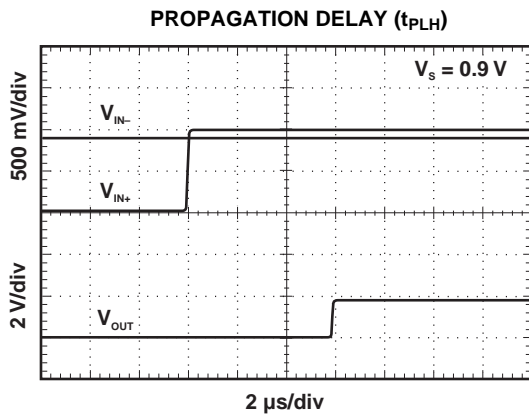 PROPAGATION DELAY (tPLH)
VS = 0.9 V
500 mV/div
VIN–
VIN+
2 V/div
VOUT
2 µs/div